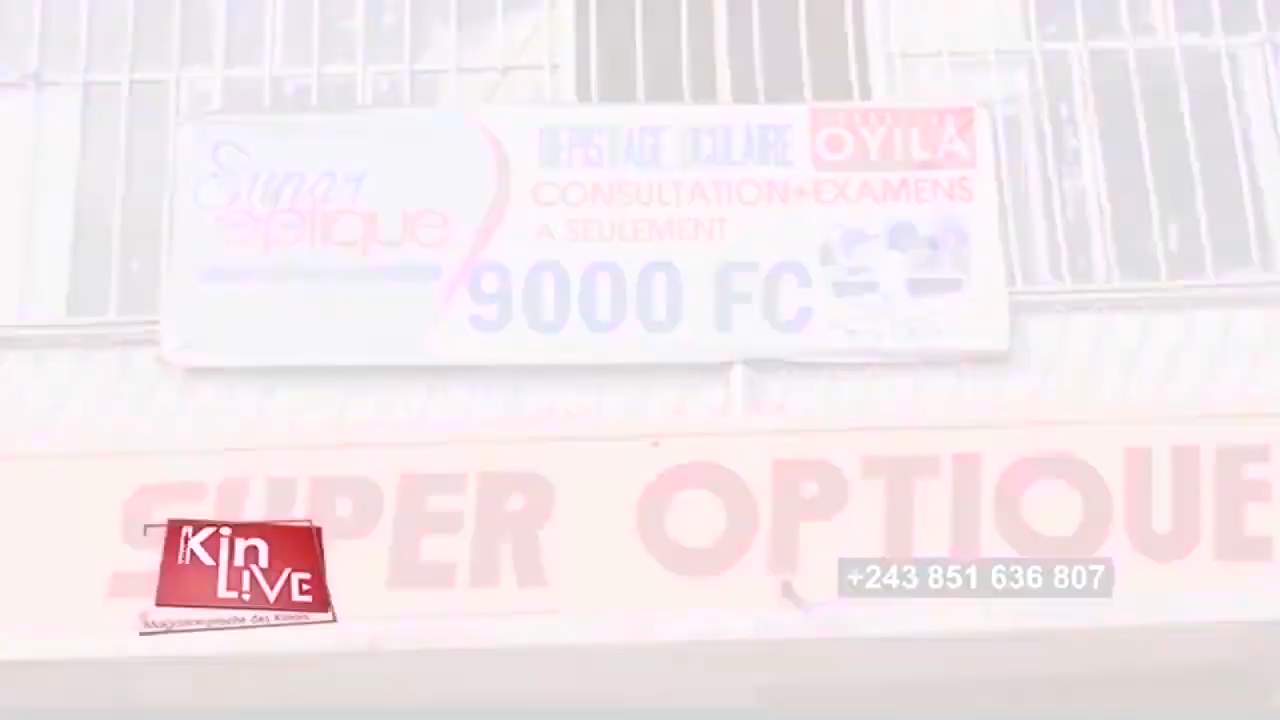 Super
optique
DEPISTAGE OCULAIRE
OYILA
CONSULTATION+EXAMENS
A SEULEMENT
9000 FC
SUPER OPTIQUE
Kin
LIVE
+243 851 636 807